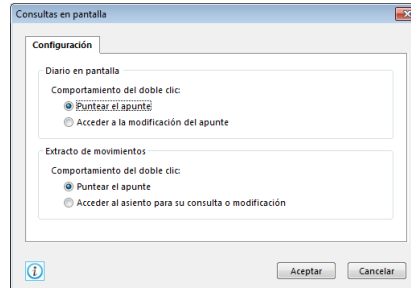 Consultas en pantalla
Configuración
Diario en pantalla
Comportamiento del doble clic:
Puntear el apunte
Acceder a la modificación del apunte
Extracto de movimientos
Comportamiento del doble clic:
Puntear el apunte
Acceder al asiento para su consulta o modificación
Aceptar Cancelar